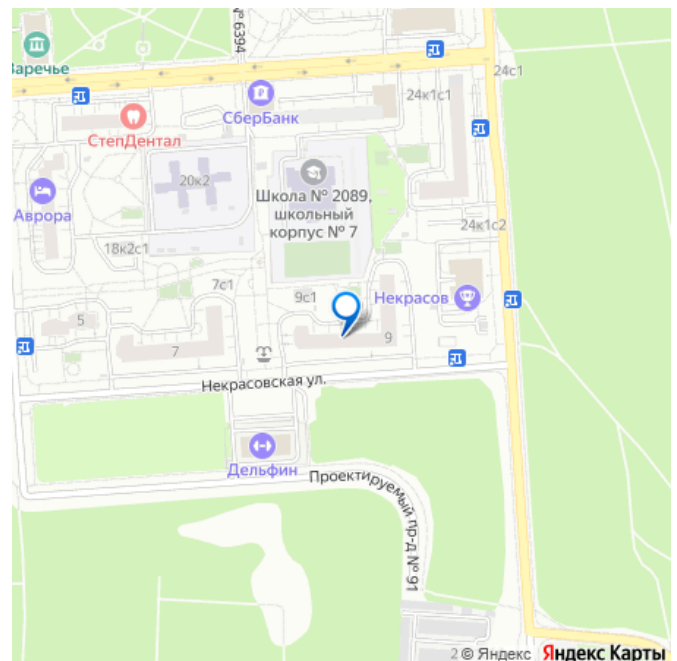 № 6394
Заречье
24с1
СберБанк
24к1с1
СтепДентал
20к2
Школа № 2089,
школьный
корпус № 7
Аврора
24к1с2
18к2с1
7с1
9с1
Некрасов
5
7
9
Некрасовская ул.
Дельфин
Проектируемый пр-д № 91
2
© Яндекс Яндекс Карты